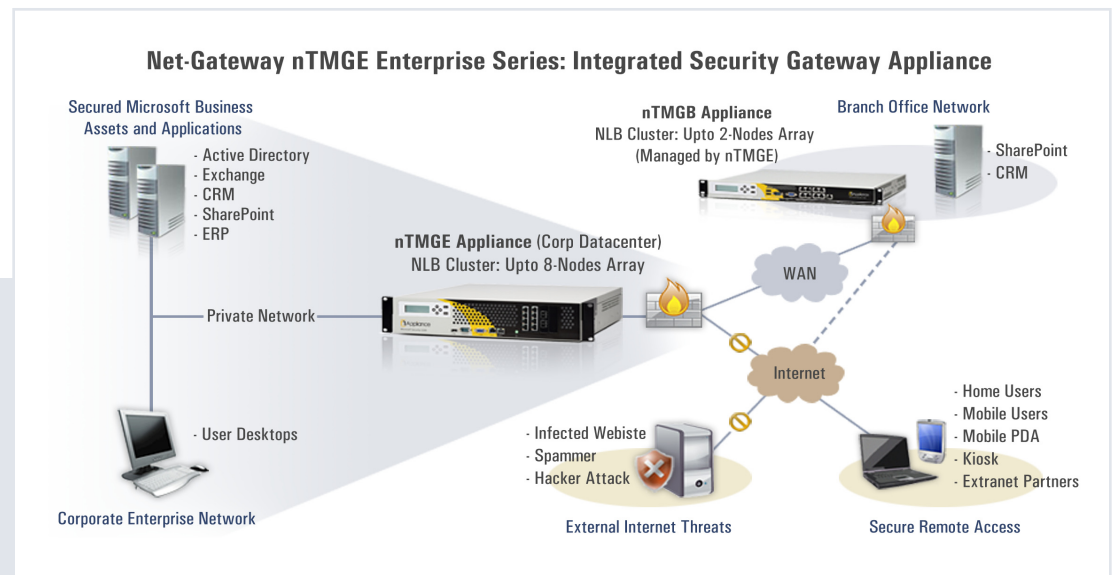 Net-Gateway nTMGE Enterprise Series: Integrated Security Gateway Appliance
Secured Microsoft Business
Assets and Applications
- Active Directory
- Exchange
- CRM
- SharePoint
- ERP
nTMGB Appliance
NLB Cluster: Upto 2-Nodes Array
(Managed by nTMGE)
Branch Office Network
- SharePoint
- CRM
nTMGE Appliance (Corp Datacenter)
NLB Cluster: Upto 8-Nodes Array
WAN
Private Network
Appliance
Internet
- User Desktops
- Infected Webiste
- Spammer
- Hacker Attack
- Home Users
- Mobile Users
- Mobile PDA
- Kiosk
- Extranet Partners
Corporate Enterprise Network
External Internet Threats
Secure Remote Access